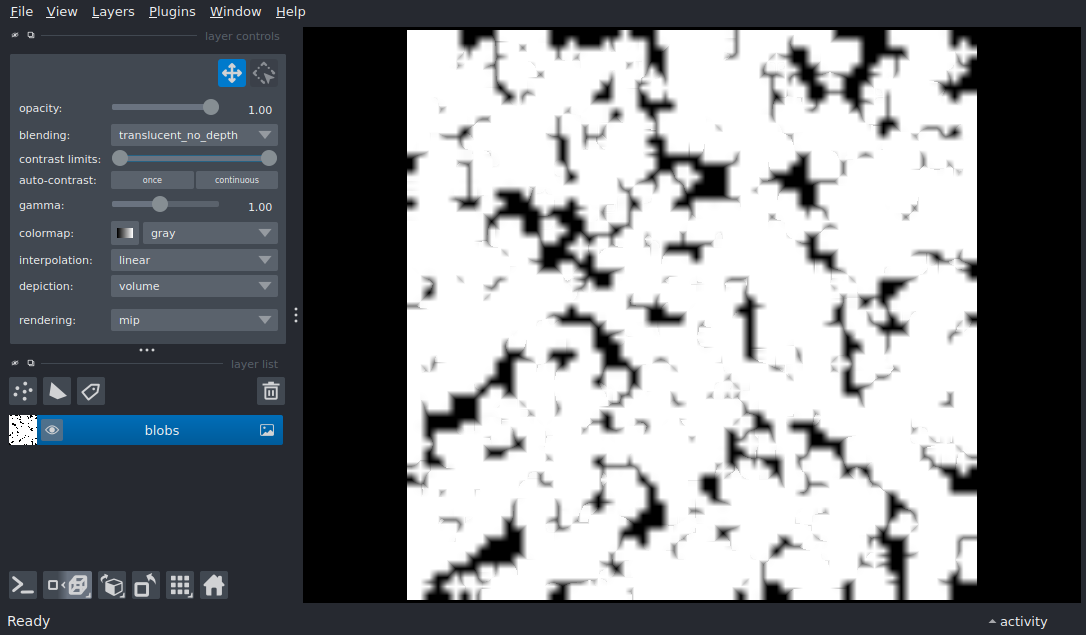 File View Layers Plugins Window Help
layer controls
opacity: 1.00
blending: translucent_no_depth
contrast limits:
auto-contrast: once continuous
gamma: 1.00
colormap: gray
interpolation: linear
depiction: volume
rendering: mip
layer list
blobs
Ready activity